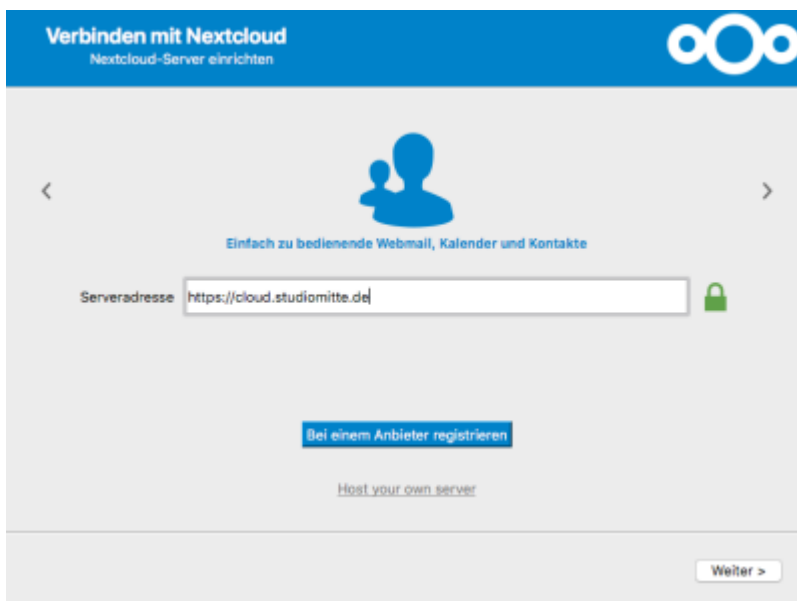 Verbinden mit Nextcloud
Nextcloud-Server einrichten
Einfach zu bedienende Webmail, Kalender und Kontakte
Serveradresse https://cloud.studiomitte.de
Bei einem Anbieter registrieren
Host your own server
Weiter >